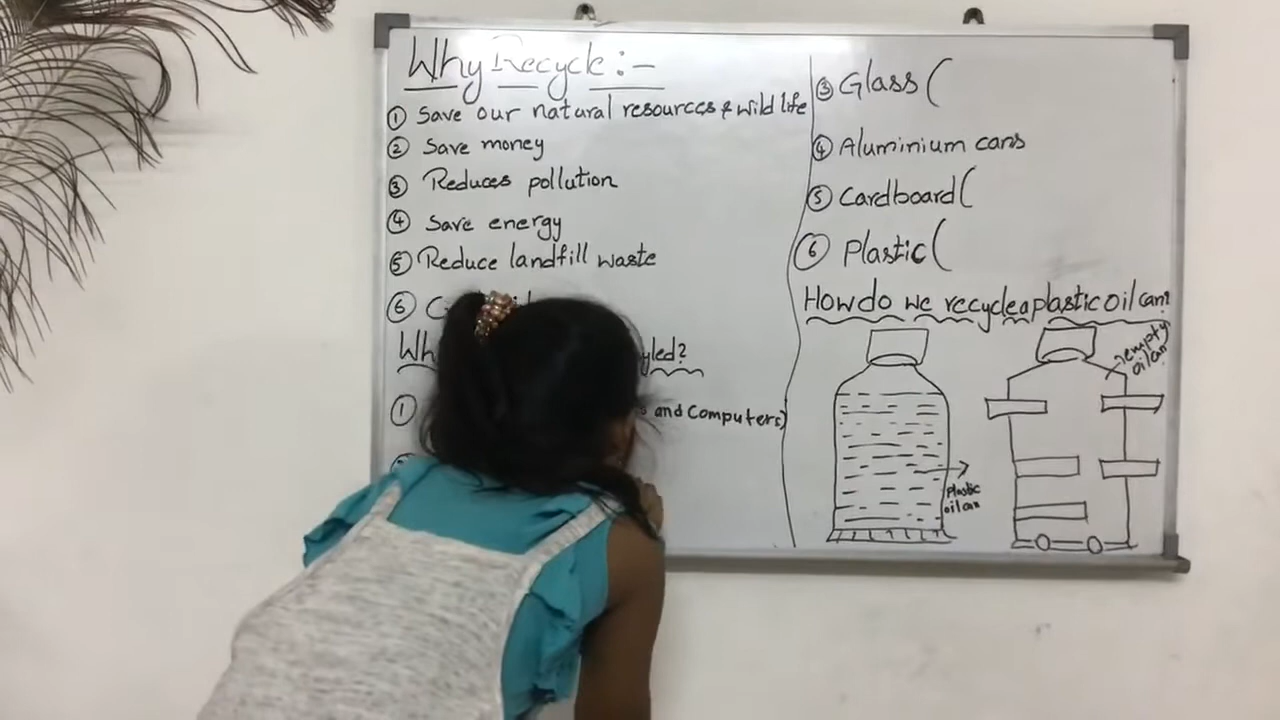 Why Recycle :-
① Save our natural resources & wild life
② Save money
③ Reduces pollution
④ Save energy
⑤ Reduce landfill waste
⑥
①
and Computers)
③ Glass (
④ Aluminium cans
⑤ Cardboard (
⑥ Plastic (
How do we recycle a plastic oil can?
Plastic
oil can
empty
oil can